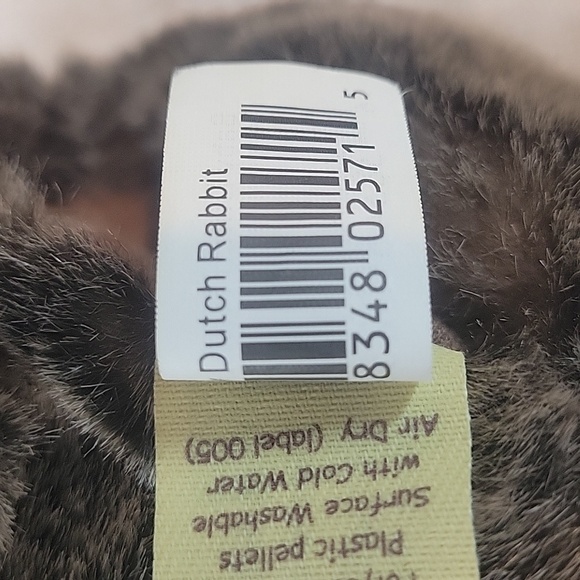 Dutch Rabbit
8348 02571 5
Plastic pellets
Surface Washable
with Cold Water
Air Dry (label 005)